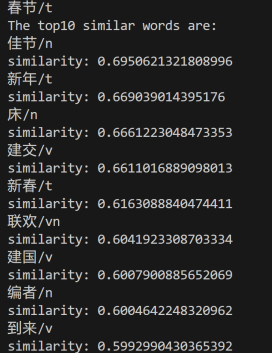 春节/t
The top10 similar words are:
佳节/n
similarity: 0.6950621321808996
新年/t
similarity: 0.669039014395176
床/n
similarity: 0.6661223048473353
建交/v
similarity: 0.6611016889098013
新春/t
similarity: 0.6163088840474411
联欢/vn
similarity: 0.6041923308703334
建国/v
similarity: 0.6007900885652069
编者/n
similarity: 0.6004642248320962
到来/v
similarity: 0.5992990430365392